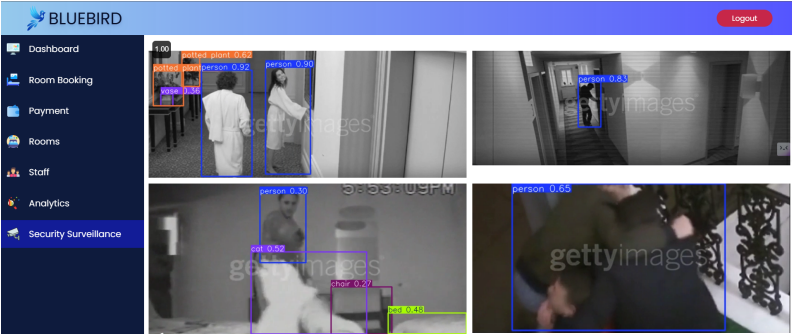 BLUEBIRD
Logout
Dashboard
Room Booking
Payment
Rooms
Staff
Analytics
Security Surveillance
1.00
potted plant 0.62
potted plant
person 0.92
person 0.90
vase 0.36
gettyimages
person 0.83
gettyimages
person 0.30
5:53:09PM
cat 0.52
gettyimages
chair 0.27
bed 0.48
person 0.65
gettyimages